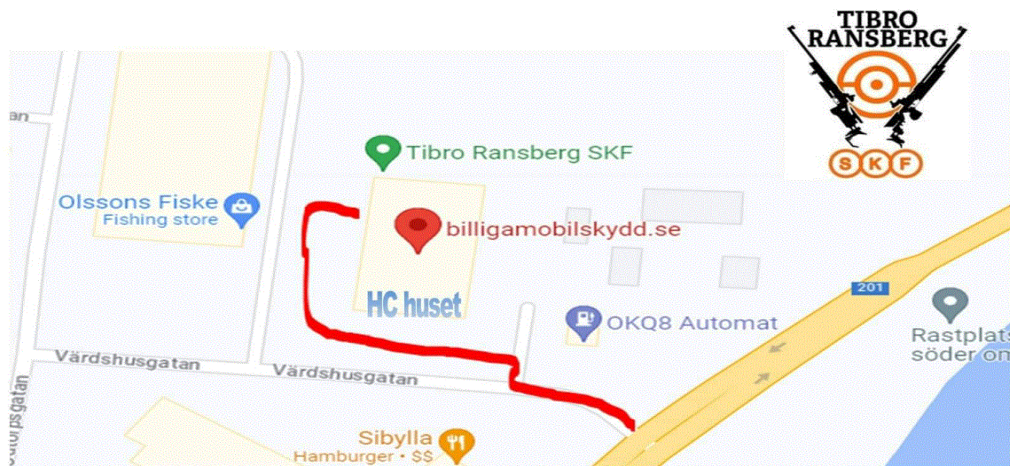 TIBRO
RANSBERG
SKF
Tibro Ransberg SKF
Olssons Fiske
Fishing store
billigamobilskydd.se
201
HC huset
OKQ8 Automat
Rastplats
söder om
Värdshusgatan
Värdshusgatan
Sibylla
Hamburger • $$